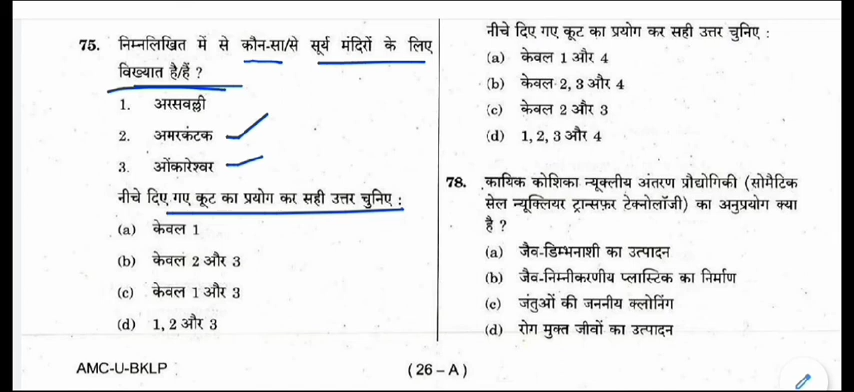 75. निम्नलिखित में से कौन-सा/से सूर्य मंदिरों के लिए
विख्यात है/हैं ?
1. अरसवल्ली
2. अमरकंटक
3. ओंकारेश्वर
नीचे दिए गए कूट का प्रयोग कर सही उत्तर चुनिए :
(a) केवल 1
(b) केवल 2 और 3
(c) केवल 1 और 3
(d) 1, 2 और 3
नीचे दिए गए कूट का प्रयोग कर सही उत्तर चुनिए :
(a) केवल 1 और 4
(b) केवल 2, 3 और 4
(c) केवल 2 और 3
(d) 1, 2, 3 और 4
78. कायिक कोशिका न्यूक्लीय अंतरण प्रौद्योगिकी (सोमैटिक
सेल न्यूक्लियर ट्रान्सफ़र टेक्नोलॉजी) का अनुप्रयोग क्या
है ?
(a) जैव-डिम्भनाशी का उत्पादन
(b) जैव-निम्नीकरणीय प्लास्टिक का निर्माण
(c) जंतुओं की जननीय क्लोनिंग
(d) रोग मुक्त जीवों का उत्पादन
AMC-U-BKLP
( 26 – A )